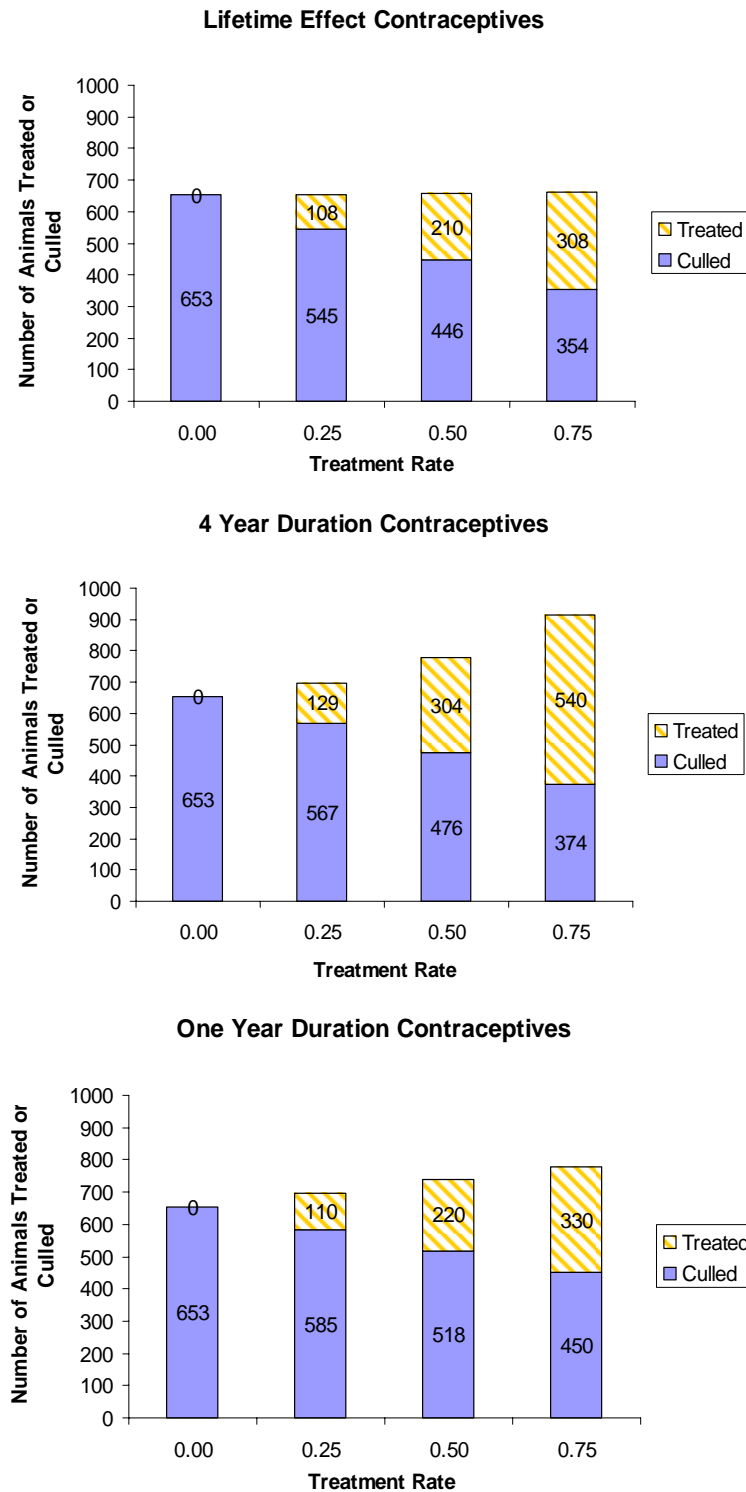 Lifetime Effect Contraceptives
Number of Animals Treated or
Culled
1000
900
800
700
600
500
400
300
200
100
0
0
108
210
308
653
545
446
354
0.00 0.25 0.50 0.75
Treatment Rate
Treated
Culled
4 Year Duration Contraceptives
Number of Animals Treated or
Culled
1000
900
800
700
600
500
400
300
200
100
0
0
129
304
540
653
567
476
374
0.00 0.25 0.50 0.75
Treatment Rate
Treated
Culled
One Year Duration Contraceptives
Number of Animals Treated or
Culled
1000
900
800
700
600
500
400
300
200
100
0
0
110
220
330
653
585
518
450
0.00 0.25 0.50 0.75
Treatment Rate
Treated
Culled